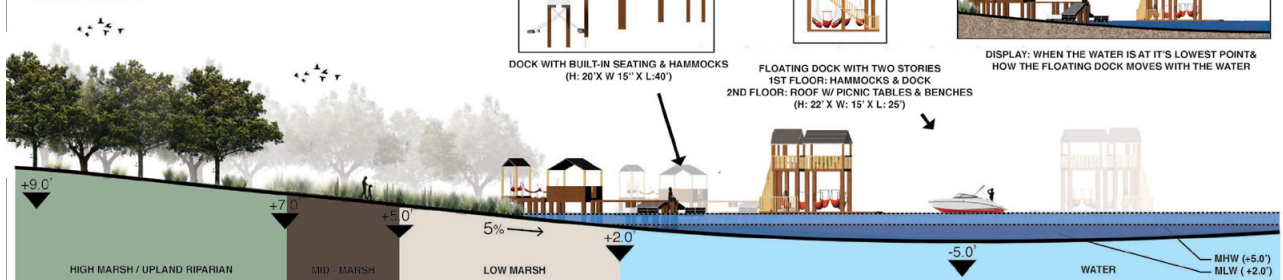 DOCK WITH BUILT-IN SEATING & HAMMOCKS
(H: 20'X W 15" X L:40')
FLOATING DOCK WITH TWO STORIES
1ST FLOOR: HAMMOCKS & DOCK
2ND FLOOR: ROOF W/ PICNIC TABLES & BENCHES
(H: 22' X W: 15' X L: 25')
DISPLAY: WHEN THE WATER IS AT IT'S LOWEST POINT&
HOW THE FLOATING DOCK MOVES WITH THE WATER
+9.0'
+7.0
+5.0'
5%
+2.0'
-5.0'
MHW (+5.0')
MLW ( +2.0')
HIGH MARSH / UPLAND RIPARIAN
MID - MARSH
LOW MARSH
WATER